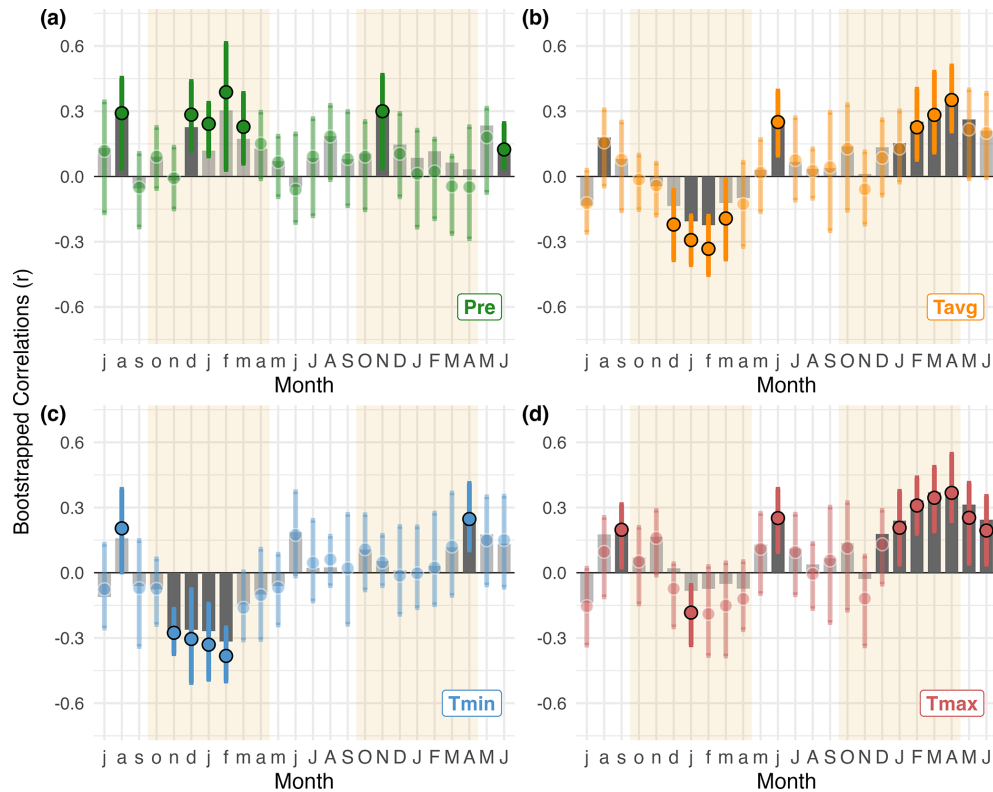 (a)
(b)
0.6
0.3
0.0
-0.3
-0.6
Pre
j a s o n d j f m a m j J A S O N D J F M A M J
Month
0.6
0.3
0.0
-0.3
-0.6
Tavg
j a s o n d j f m a m j J A S O N D J F M A M J
Month
Bootstrapped Correlations (r)
(c)
(d)
0.6
0.3
0.0
-0.3
-0.6
Tmin
j a s o n d j f m a m j J A S O N D J F M A M J
Month
0.6
0.3
0.0
-0.3
-0.6
Tmax
j a s o n d j f m a m j J A S O N D J F M A M J
Month